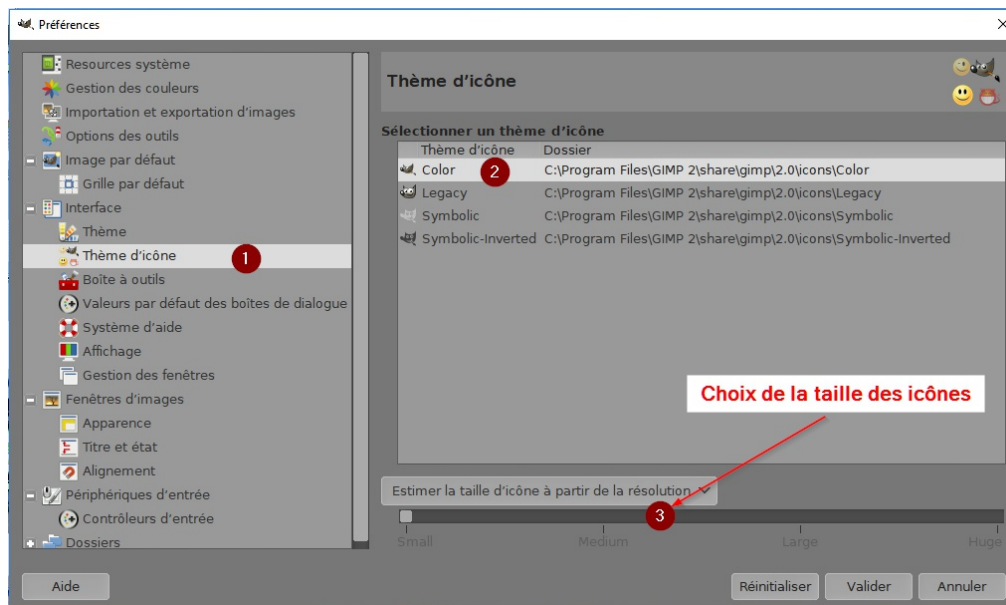 Préférences
Resources système
Gestion des couleurs
Importation et exportation d'images
Options des outils
Image par défaut
Grille par défaut
Interface
Thème
Thème d'icône
1
Boîte à outils
Valeurs par défaut des boîtes de dialogue
Système d'aide
Affichage
Gestion des fenêtres
Fenêtres d'images
Apparence
Titre et état
Alignement
Périphériques d'entrée
Contrôleurs d'entrée
Dossiers
Thème d'icône
Sélectionner un thème d'icône
Thème d'icône Dossier
Color 2 C:\Program Files\GIMP 2\share\gimp\2.0\icons\Color
Legacy C:\Program Files\GIMP 2\share\gimp\2.0\icons\Legacy
Symbolic C:\Program Files\GIMP 2\share\gimp\2.0\icons\Symbolic
Symbolic-Inverted C:\Program Files\GIMP 2\share\gimp\2.0\icons\Symbolic-Inverted
Choix de la taille des icônes
Estimer la taille d'icône à partir de la résolution
3
Small Medium Large Huge
Aide Réinitialiser Valider Annuler